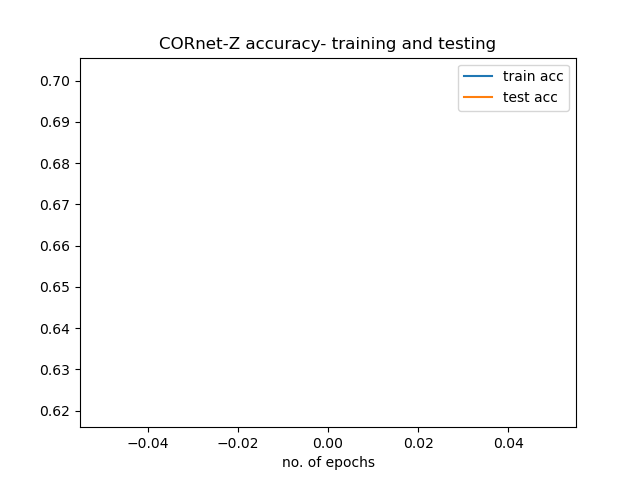 CORnet-Z accuracy- training and testing
train acc
test acc
0.70
0.69
0.68
0.67
0.66
0.65
0.64
0.63
0.62
−0.04 −0.02 0.00 0.02 0.04
no. of epochs